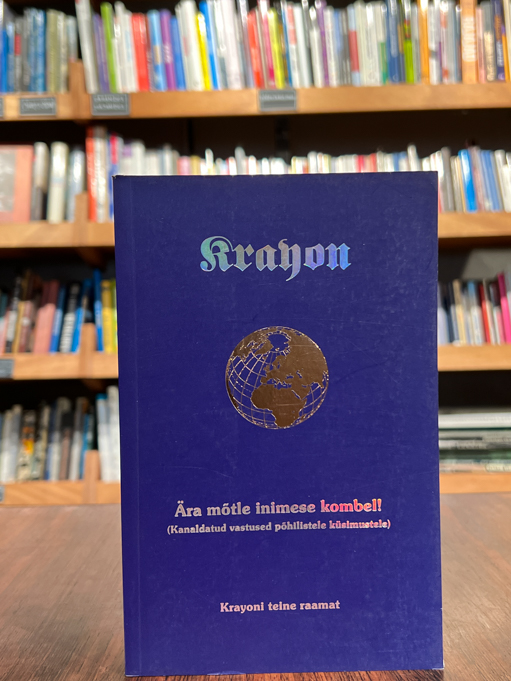 Krayon
Ära mõtle inimese kombel!
(Kanaldatud vastused põhilistele küsimustele)
Krayoni teine raamat